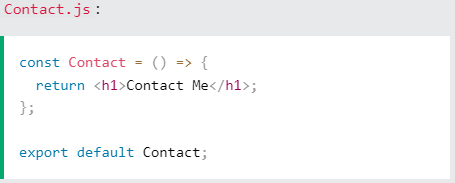 Contact.js:
const Contact = () => {
  return <h1>Contact Me</h1>;
};
export default Contact;